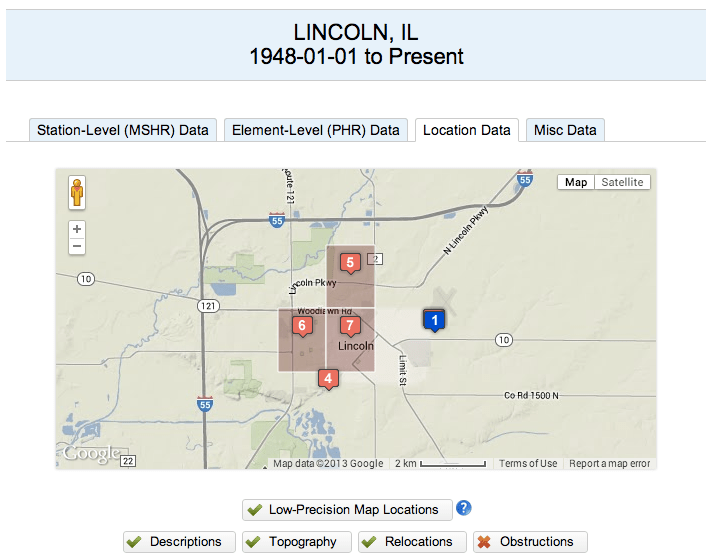 LINCOLN, IL
1948-01-01 to Present
Station-Level (MSHR) Data
Element-Level (PHR) Data
Location Data
Misc Data
Map
Satellite
55
oute 121
N Lincoln Pkwy
55
5
2
10
coln Pkwy
121
Woodla wn Rd
6
7
1
Lincoln
10
Limit St
4
Co Rd 1500 N
55
Google
22
Map data ©2013 Google
2 km
Terms of Use
Report a map error
Low-Precision Map Locations
?
Descriptions
Topography
Relocations
Obstructions